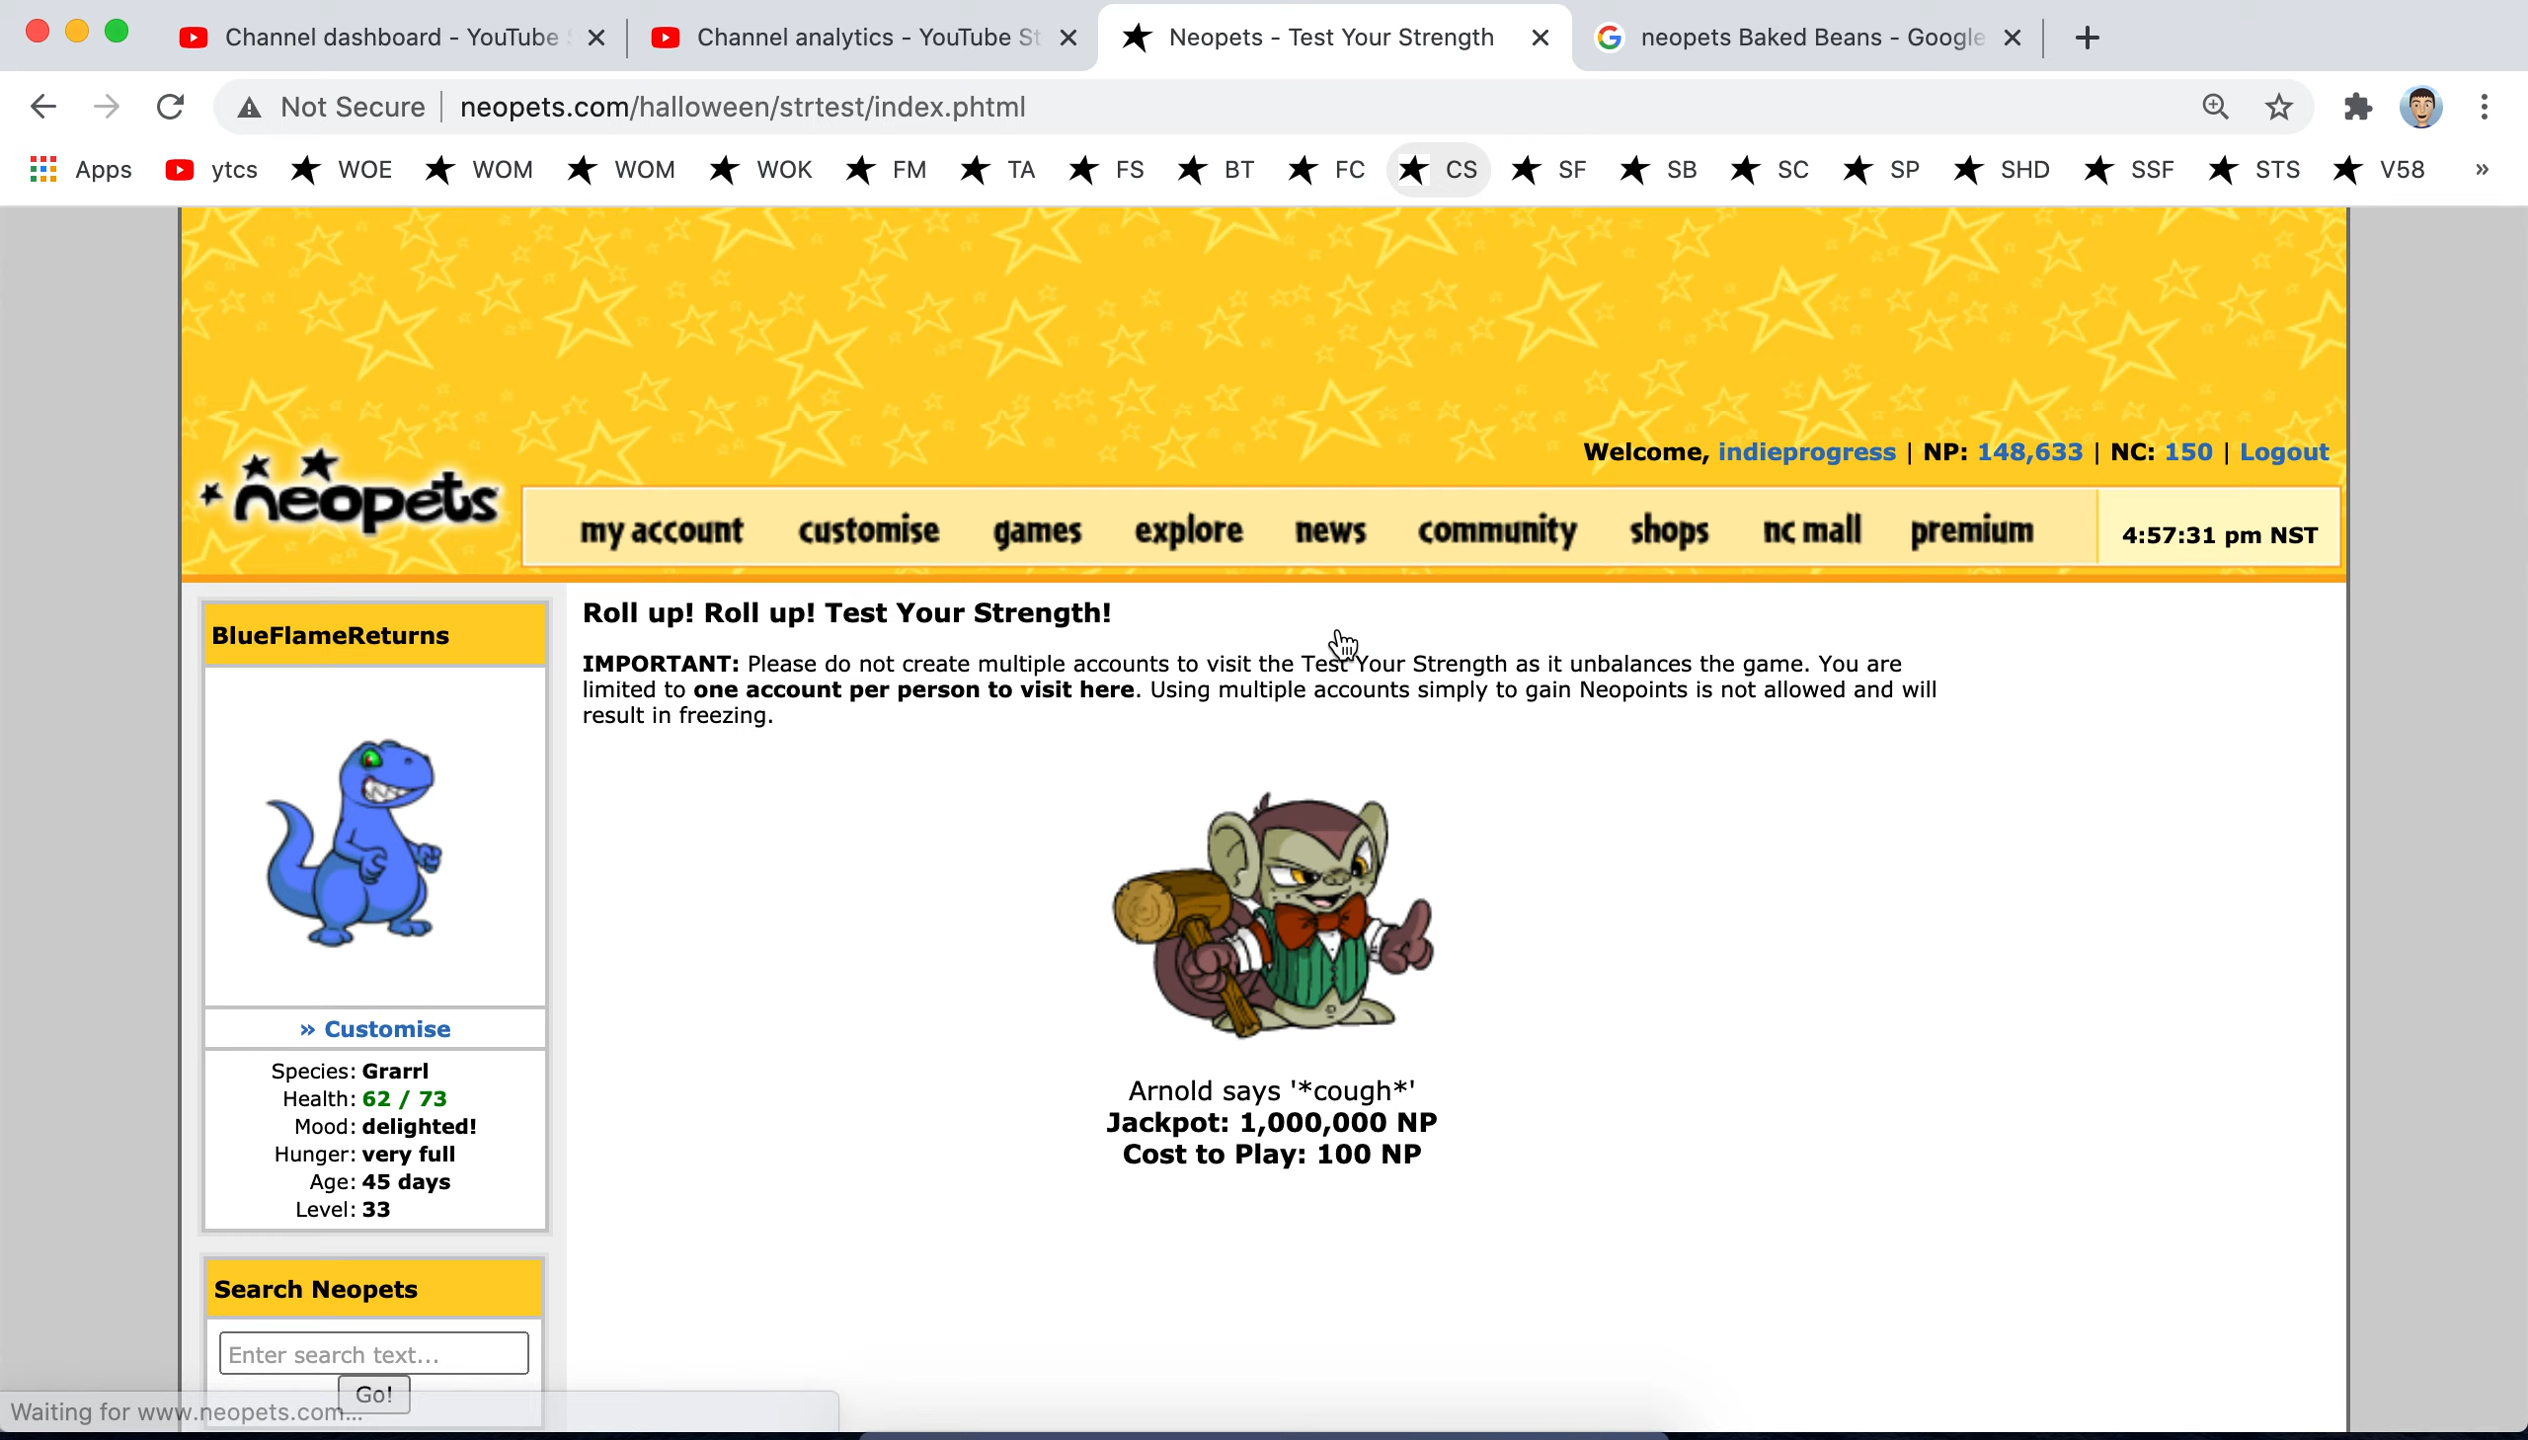 Channel dashboard - YouTube S
Channel analytics - YouTube St
Neopets - Test Your Strength
neopets Baked Beans - Google
Not Secure
neopets.com/halloween/strtest/index.phtml
Apps
ytcs
WOE
WOM
WOM
WOK
FM
TA
FS
BT
FC
CS
SF
SB
SC
SP
SHD
SSF
STS
V58
»
Welcome, indieprogress | NP: 148,633 | NC: 150 | Logout
neopets
my account
customise
games
explore
news
community
shops
nc mall
premium
4:57:31 pm NST
BlueFlameReturns
» Customise
Species: Grarrl
Health: 62 / 73
Mood: delighted!
Hunger: very full
Age: 45 days
Level: 33
Search Neopets
Enter search text...
Go!
Roll up! Roll up! Test Your Strength!
IMPORTANT: Please do not create multiple accounts to visit the Test Your Strength as it unbalances the game. You are
limited to one account per person to visit here. Using multiple accounts simply to gain Neopoints is not allowed and will
result in freezing.
Arnold says '*cough*'
Jackpot: 1,000,000 NP
Cost to Play: 100 NP
Waiting for www.neopets.com...